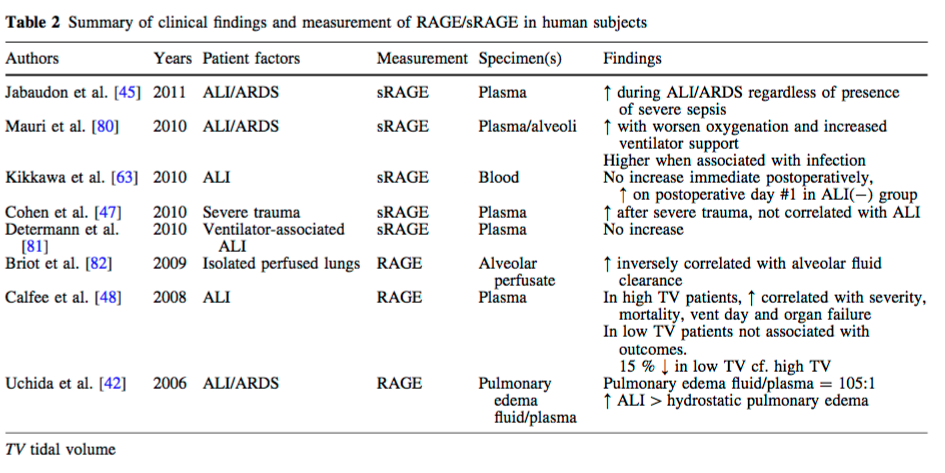 Table 2 Summary of clinical findings and measurement of RAGE/sRAGE in human subjects
Authors Years Patient factors Measurement Specimen(s) Findings
Jabaudon et al. [45] 2011 ALI/ARDS sRAGE Plasma ↑ during ALI/ARDS regardless of presence
of severe sepsis
Mauri et al. [80] 2010 ALI/ARDS sRAGE Plasma/alveoli ↑ with worsen oxygenation and increased
ventilator support
Higher when associated with infection
Kikkawa et al. [63] 2010 ALI sRAGE Blood No increase immediate postoperatively,
↑ on postoperative day #1 in ALI(−) group
Cohen et al. [47] 2010 Severe trauma sRAGE Plasma ↑ after severe trauma, not correlated with ALI
Determann et al. 2010 Ventilator-associated sRAGE Plasma No increase
[81] ALI
Briot et al. [82] 2009 Isolated perfused lungs RAGE Alveolar ↑ inversely correlated with alveolar fluid
perfusate clearance
Calfee et al. [48] 2008 ALI RAGE Plasma In high TV patients, ↑ correlated with severity,
mortality, vent day and organ failure
In low TV patients not associated with
outcomes.
15 % ↓ in low TV cf. high TV
Uchida et al. [42] 2006 ALI/ARDS RAGE Pulmonary Pulmonary edema fluid/plasma = 105:1
edema ↑ ALI > hydrostatic pulmonary edema
fluid/plasma
TV tidal volume